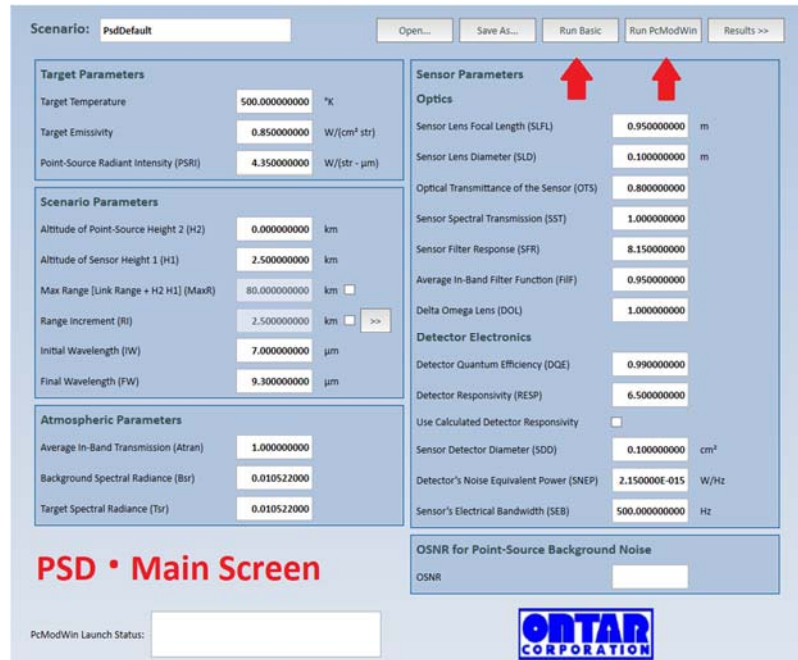 Scenario: PsdDefault Open... Save As... Run Basic Run PcModWin Results >>
Target Parameters
Target Temperature 500.000000000 °K
Target Emissivity 0.850000000 W/(cm² str)
Point-Source Radiant Intensity (PSRI) 4.350000000 W/(str - µm)
Scenario Parameters
Altitude of Point-Source Height 2 (H2) 0.000000000 km
Altitude of Sensor Height 1 (H1) 2.500000000 km
Max Range [Link Range + H2 H1] (MaxR) 80.000000000 km
Range Increment (RI) 2.500000000 km >>
Initial Wavelength (IW) 7.000000000 µm
Final Wavelength (FW) 9.300000000 µm
Atmospheric Parameters
Average In-Band Transmission (Atran) 1.000000000
Background Spectral Radiance (Bsr) 0.010522000
Target Spectral Radiance (Tsr) 0.010522000
Sensor Parameters
Optics
Sensor Lens Focal Length (SLFL) 0.950000000 m
Sensor Lens Diameter (SLD) 0.100000000 m
Optical Transmittance of the Sensor (OTS) 0.800000000
Sensor Spectral Transmission (SST) 1.000000000
Sensor Filter Response (SFR) 8.150000000
Average In-Band Filter Function (FilF) 0.950000000
Delta Omega Lens (DOL) 1.000000000
Detector Electronics
Detector Quantum Efficiency (DQE) 0.990000000
Detector Responsivity (RESP) 6.500000000
Use Calculated Detector Responsivity
Sensor Detector Diameter (SDD) 0.100000000 cm²
Detector's Noise Equivalent Power (SNEP) 2.150000E-015 W/Hz
Sensor's Electrical Bandwidth (SEB) 500.000000000 Hz
OSNR for Point-Source Background Noise
OSNR
PSD • Main Screen
PcModWin Launch Status:
ONTAR
CORPORATION